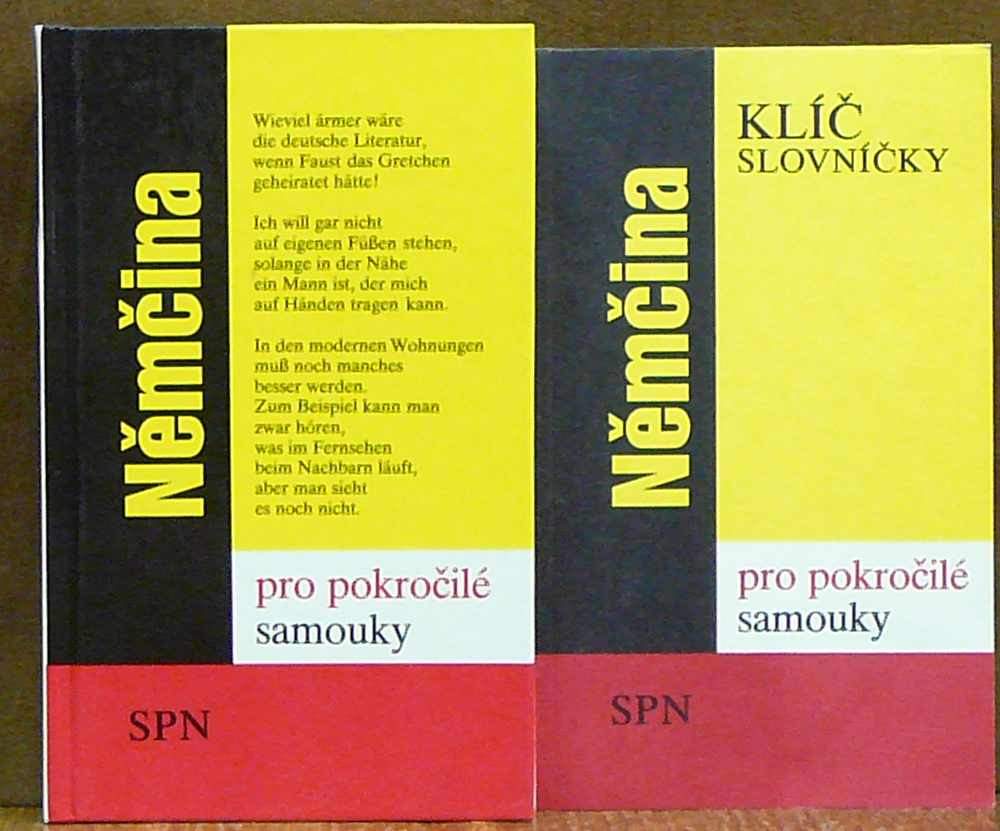 Němčina
Wieviel ärmer wäre
die deutsche Literatur,
wenn Faust das Gretchen
geheiratet hätte!
Ich will gar nicht
auf eigenen Füßen stehen,
solange in der Nähe
ein Mann ist, der mich
auf Händen tragen kann.
In den modernen Wohnungen
muß noch manches
besser werden.
Zum Beispiel kann man
zwar hören,
was im Fernsehen
beim Nachbarn läuft,
aber man sieht
es noch nicht.
pro pokročilé
samouky
SPN
Němčina
KLÍČ
SLOVNÍČKY
pro pokročilé
samouky
SPN